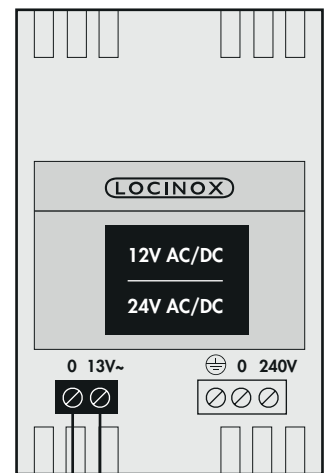 LOCINOX
12V AC/DC
24V AC/DC
0 13V~
0 240V